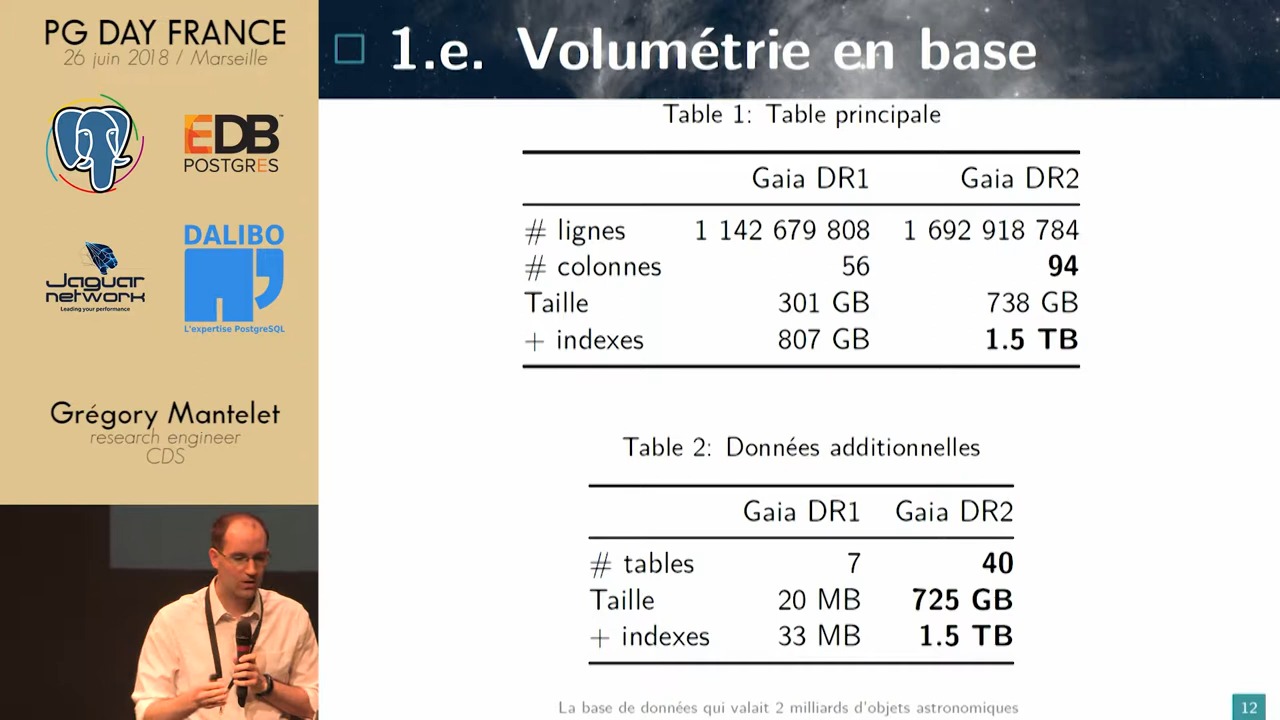 PG DAY FRANCE
26 juin 2018 / Marseille
EDB™
POSTGRES
Jaguar
network
Leading your performance
DALIBO
L'expertise PostgreSQL
Grégory Mantelet
research engineer
CDS
1.e. Volumétrie en base
Table 1: Table principale
Gaia DR1 Gaia DR2
# lignes 1 142 679 808 1 692 918 784
# colonnes 56 94
Taille 301 GB 738 GB
+ indexes 807 GB 1.5 TB
Table 2: Données additionnelles
Gaia DR1 Gaia DR2
# tables 7 40
Taille 20 MB 725 GB
+ indexes 33 MB 1.5 TB
La base de données qui valait 2 milliards d'objets astronomiques
12